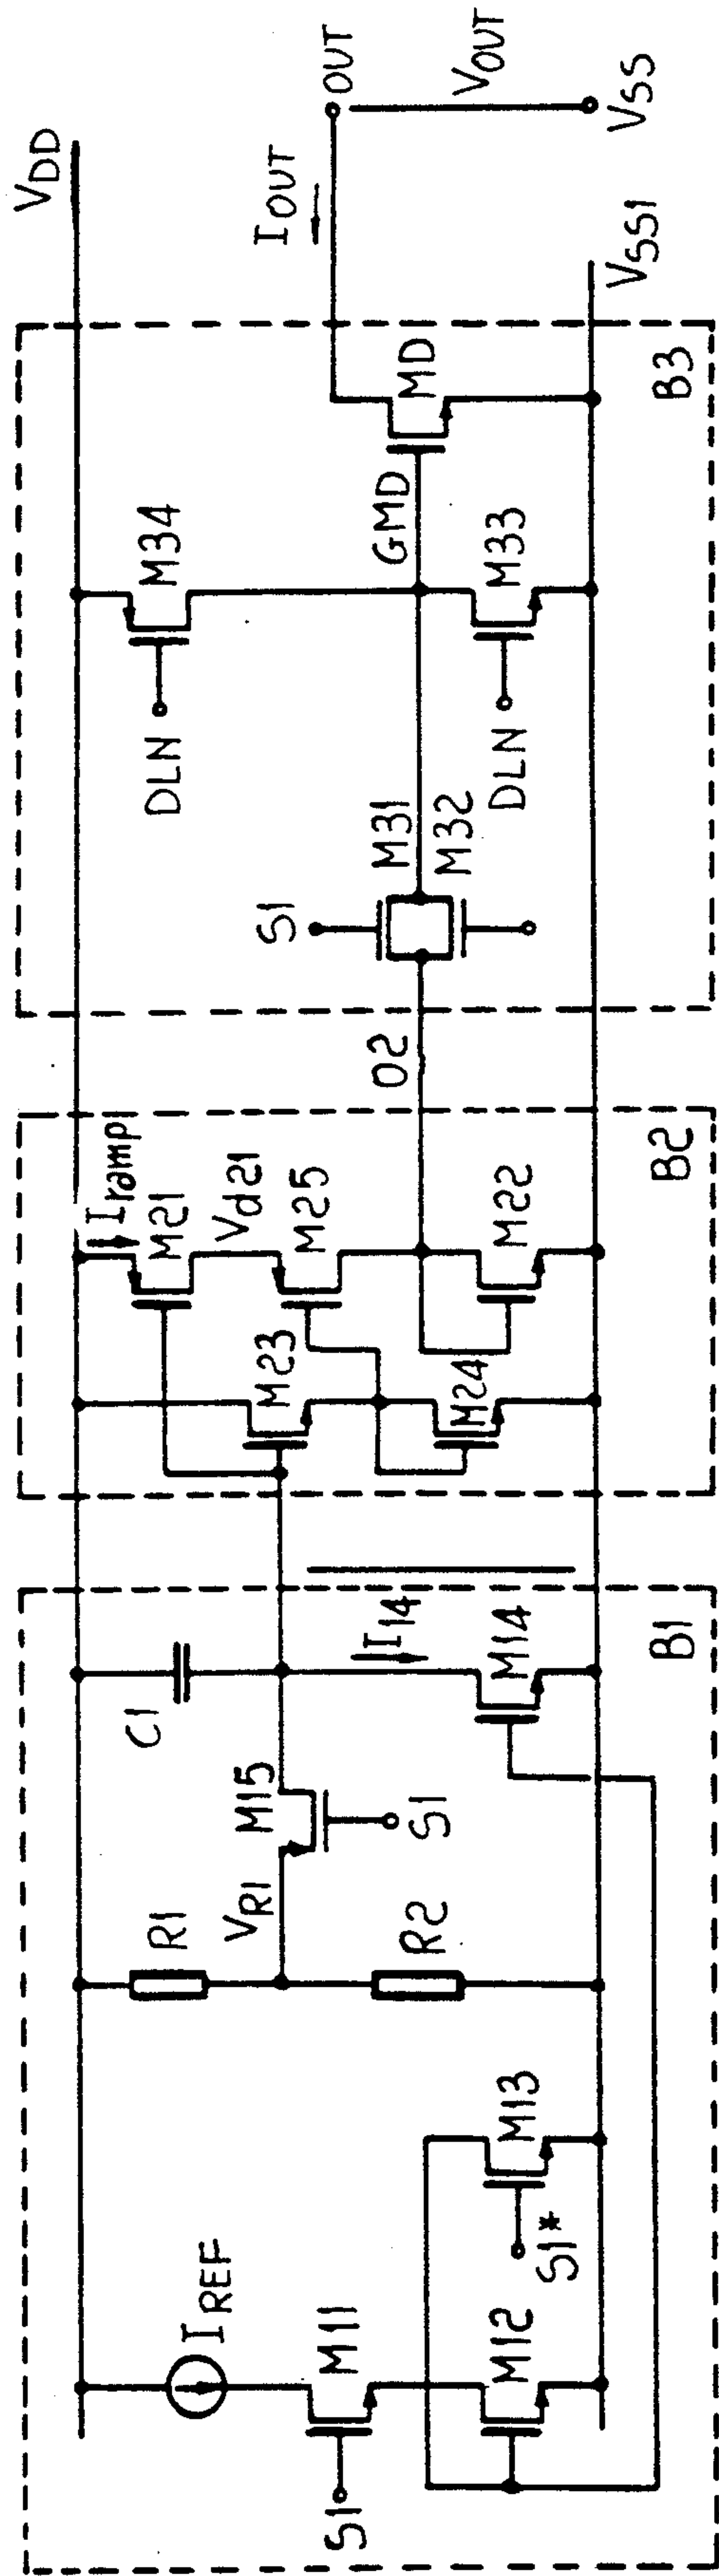 VDD
IREF
S1
M11
M12
M13
S1*
R1
VR1
R2
M15
S1
C1
I14
M14
B1
Iramp
M21
Vd21
M25
M23
M24
M22
B2
O2
S1
M31
M32
DLN
M34
GMD
MD
DLN
M33
B3
IOUT
OUT
VOUT
VSS
VSS1